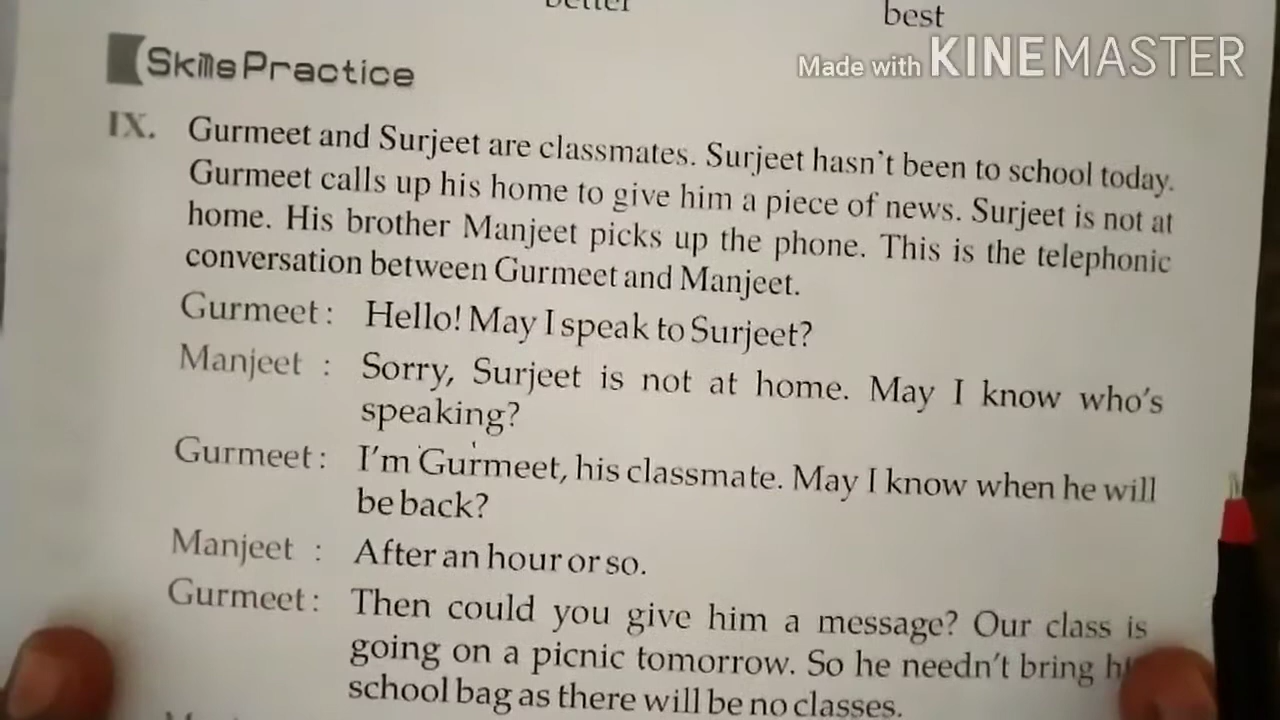 best
Made with KINEMASTER
Skills Practice
IX. Gurmeet and Surjeet are classmates. Surjeet hasn't been to school today.
Gurmeet calls up his home to give him a piece of news. Surjeet is not at
home. His brother Manjeet picks up the phone. This is the telephonic
conversation between Gurmeet and Manjeet.
Gurmeet : Hello! May I speak to Surjeet?
Manjeet : Sorry, Surjeet is not at home. May I know who's
speaking?
Gurmeet : I'm Gurmeet, his classmate. May I know when he will
be back?
Manjeet : After an hour or so.
Gurmeet : Then could you give him a message? Our class is
going on a picnic tomorrow. So he needn't bring
school bag as there will be no classes.